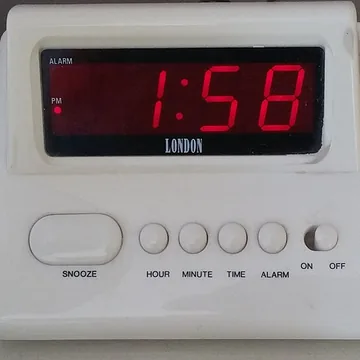 ALARM
PM
1:58
LONDON
SNOOZE
HOUR MINUTE TIME ALARM ON OFF